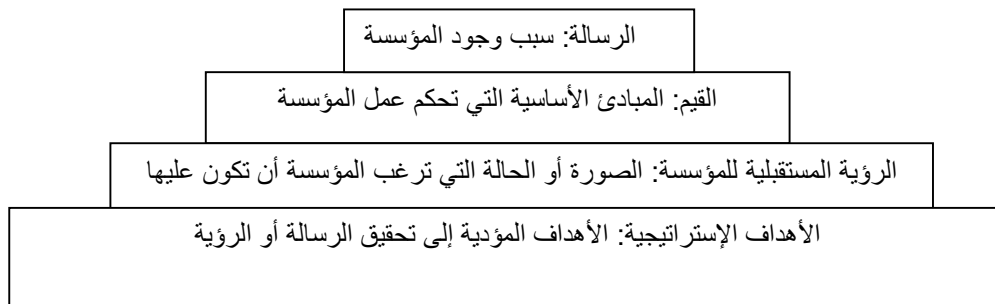 الرسالة: سبب وجود المؤسسة
القيم: المبادئ الأساسية التي تحكم عمل المؤسسة
الرؤية المستقبلية للمؤسسة: الصورة أو الحالة التي ترغب المؤسسة أن تكون عليها
الأهداف الإستراتيجية: الأهداف المؤدية إلى تحقيق الرسالة أو الرؤية